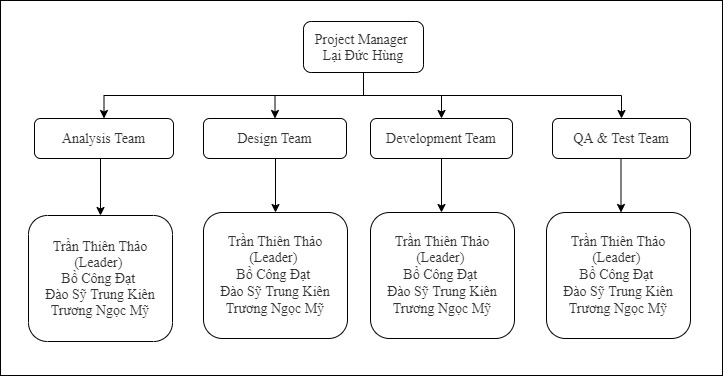 Project Manager
Lại Đức Hùng
Analysis Team
Design Team
Development Team
QA & Test Team
Trần Thiên Thảo
(Leader)
Bồ Công Đạt
Đào Sỹ Trung Kiên
Trương Ngọc Mỹ
Trần Thiên Thảo
(Leader)
Bồ Công Đạt
Đào Sỹ Trung Kiên
Trương Ngọc Mỹ
Trần Thiên Thảo
(Leader)
Bồ Công Đạt
Đào Sỹ Trung Kiên
Trương Ngọc Mỹ
Trần Thiên Thảo
(Leader)
Bồ Công Đạt
Đào Sỹ Trung Kiên
Trương Ngọc Mỹ